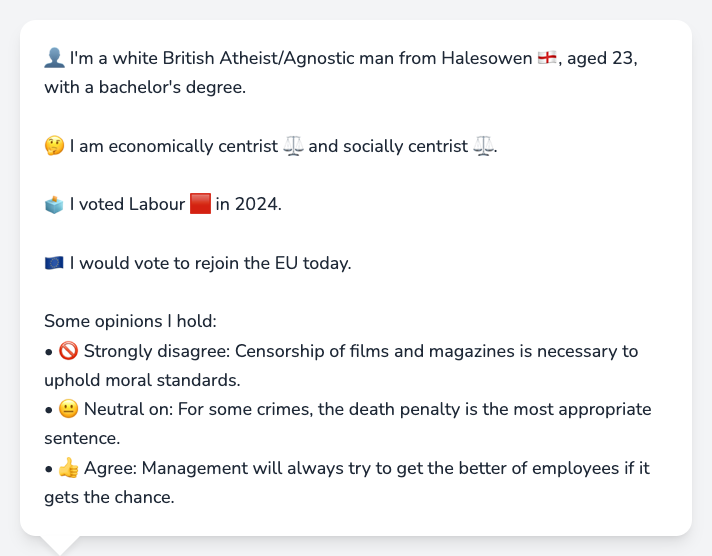 👤 I'm a white British Atheist/Agnostic man from Halesowen 🏴󠁧󠁢󠁥󠁮󠁧󠁿, aged 23,
with a bachelor's degree.
🤔 I am economically centrist ⚖️ and socially centrist ⚖️.
🗳️ I voted Labour 🟥 in 2024.
🇪🇺 I would vote to rejoin the EU today.
Some opinions I hold:
• 🚫 Strongly disagree: Censorship of films and magazines is necessary to
uphold moral standards.
• 😐 Neutral on: For some crimes, the death penalty is the most appropriate
sentence.
• 👍 Agree: Management will always try to get the better of employees if it
gets the chance.